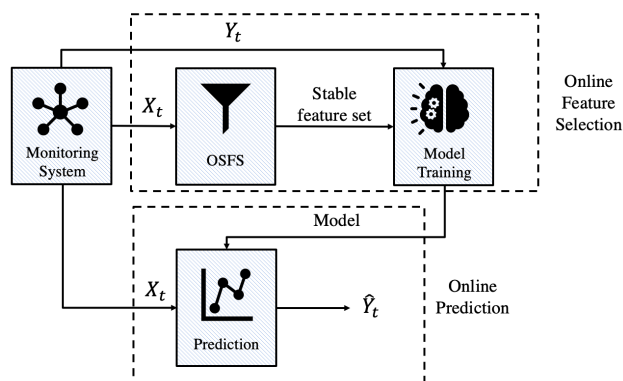 Y_t
Monitoring
System
X_t
OSFS
Stable
feature set
Model
Training
Online
Feature
Selection
Model
X_t
Prediction
Ŷ_t
Online
Prediction